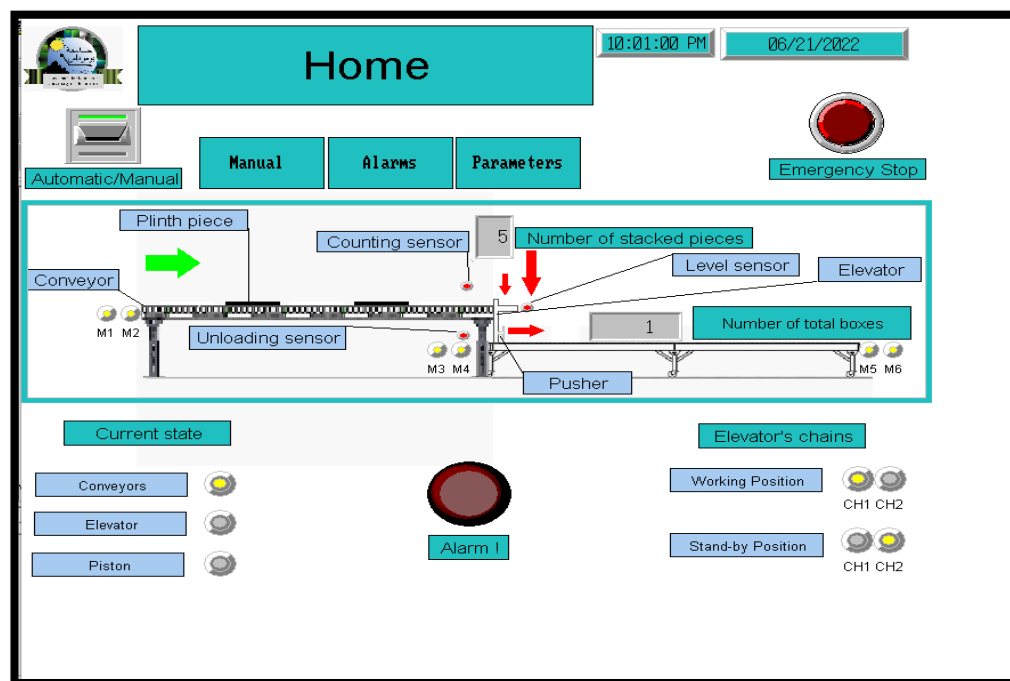 Home
10:01:00 PM
06/21/2022
Automatic/Manual
Manual
Alarms
Parameters
Emergency Stop
Plinth piece
Counting sensor
5
Number of stacked pieces
Level sensor
Elevator
Conveyor
M1 M2
Unloading sensor
1
Number of total boxes
M3 M4
M5 M6
Pusher
Current state
Elevator's chains
Conveyors
Working Position
CH1 CH2
Elevator
Alarm !
Stand-by Position
CH1 CH2
Piston